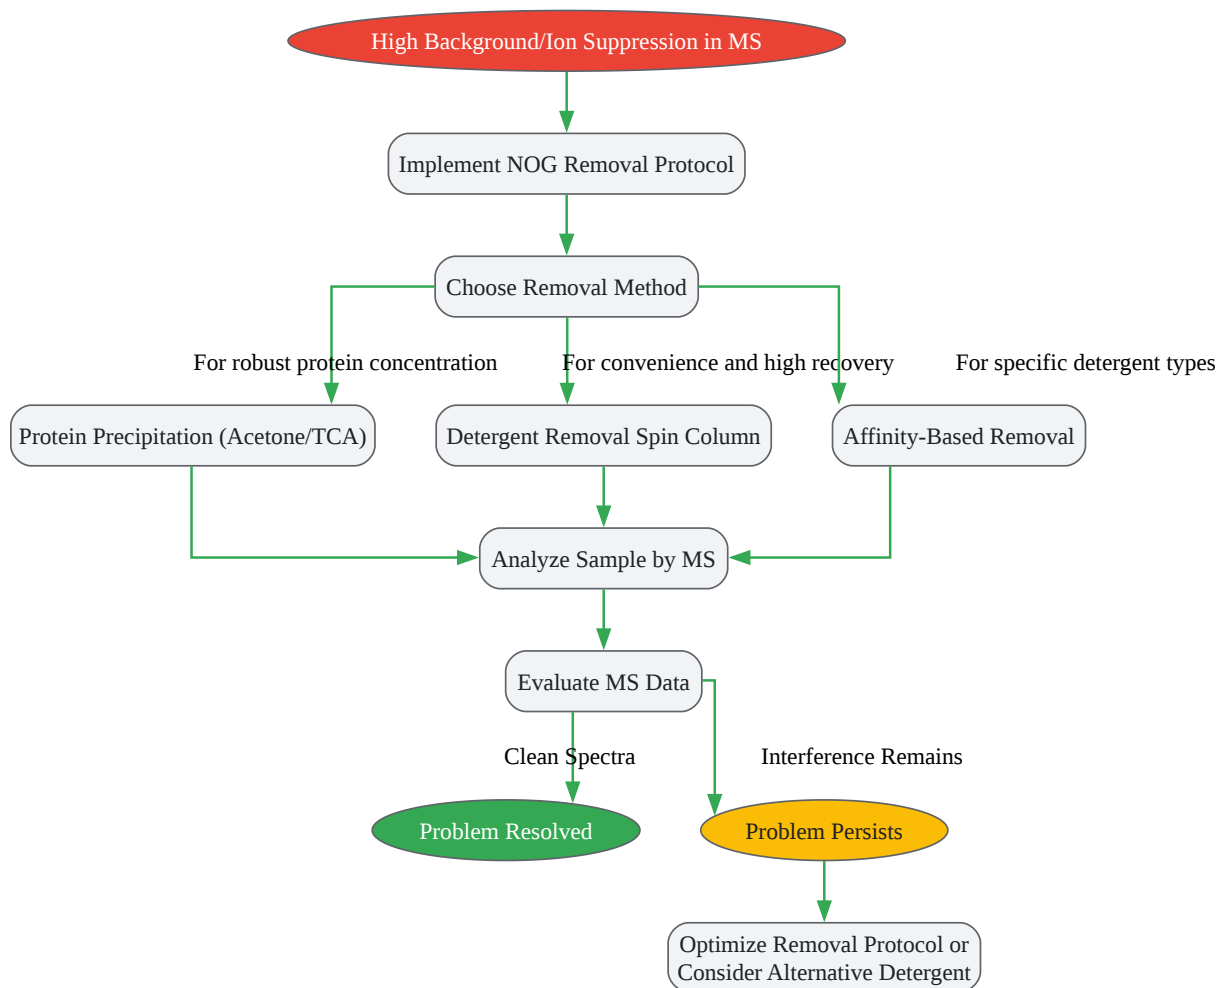 High Background/Ion Suppression in MS
Implement NOG Removal Protocol
Choose Removal Method
For robust protein concentration
For convenience and high recovery
For specific detergent types
Protein Precipitation (Acetone/TCA)
Detergent Removal Spin Column
Affinity-Based Removal
Analyze Sample by MS
Evaluate MS Data
Clean Spectra
Interference Remains
Problem Resolved
Problem Persists
Optimize Removal Protocol or
Consider Alternative Detergent